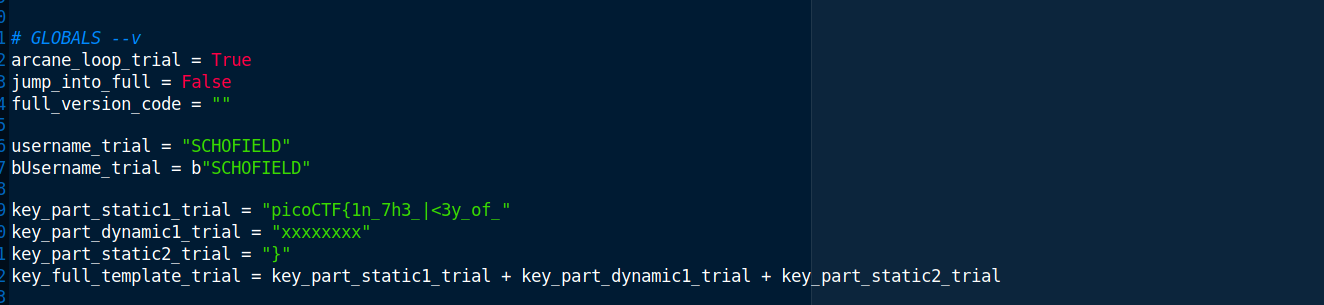 # GLOBALS --v
arcane_loop_trial = True
jump_into_full = False
full_version_code = ""
username_trial = "SCHOFIELD"
bUsername_trial = b"SCHOFIELD"
key_part_static1_trial = "picoCTF{1n_7h3_|<3y_of_"
key_part_dynamic1_trial = "xxxxxxxx"
key_part_static2_trial = "}"
key_full_template_trial = key_part_static1_trial + key_part_dynamic1_trial + key_part_static2_trial